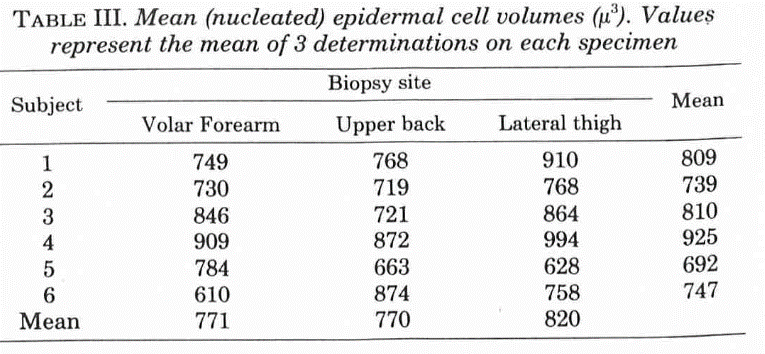 TABLE III. Mean (nucleated) epidermal cell volumes (μ³). Values
represent the mean of 3 determinations on each specimen
Biopsy site
Subject Mean
Volar Forearm Upper back Lateral thigh
1 749 768 910 809
2 730 719 768 739
3 846 721 864 810
4 909 872 994 925
5 784 663 628 692
6 610 874 758 747
Mean 771 770 820